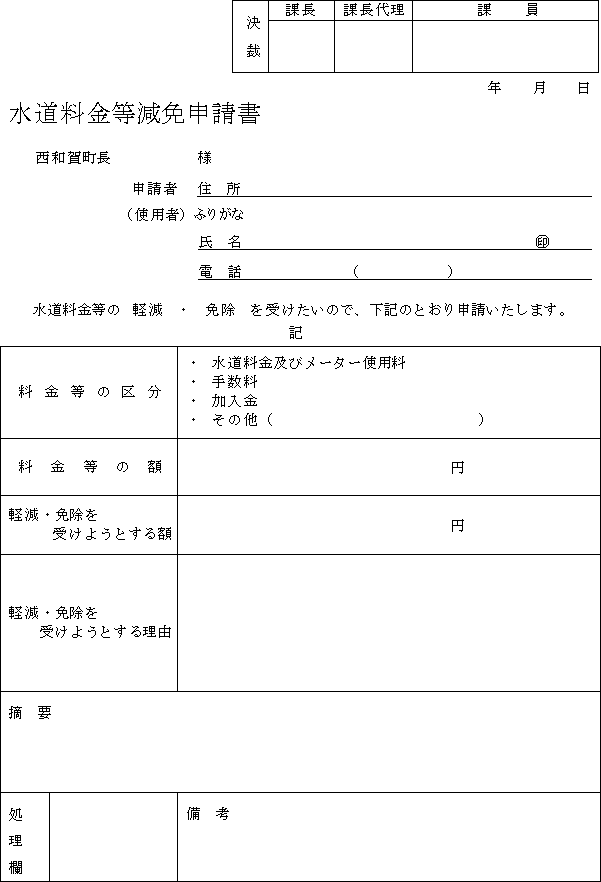 決裁 課長 課長代理 課　員
年　月　日
水道料金等減免申請書
西和賀町長　　　様
申請者　住　所
（使用者）ふりがな
氏　名　　　㊞
電　話　　（　　　　）
水道料金等の　軽減　・　免除　を受けたいので、下記のとおり申請いたします。
記
料金等の区分
・　水道料金及びメーター使用料
・　手数料
・　加入金
・　その他（　　　　　　）
料金等の額　　円
軽減・免除を
受けようとする額　　円
軽減・免除を
受けようとする理由
摘　要
処理欄　　備　考